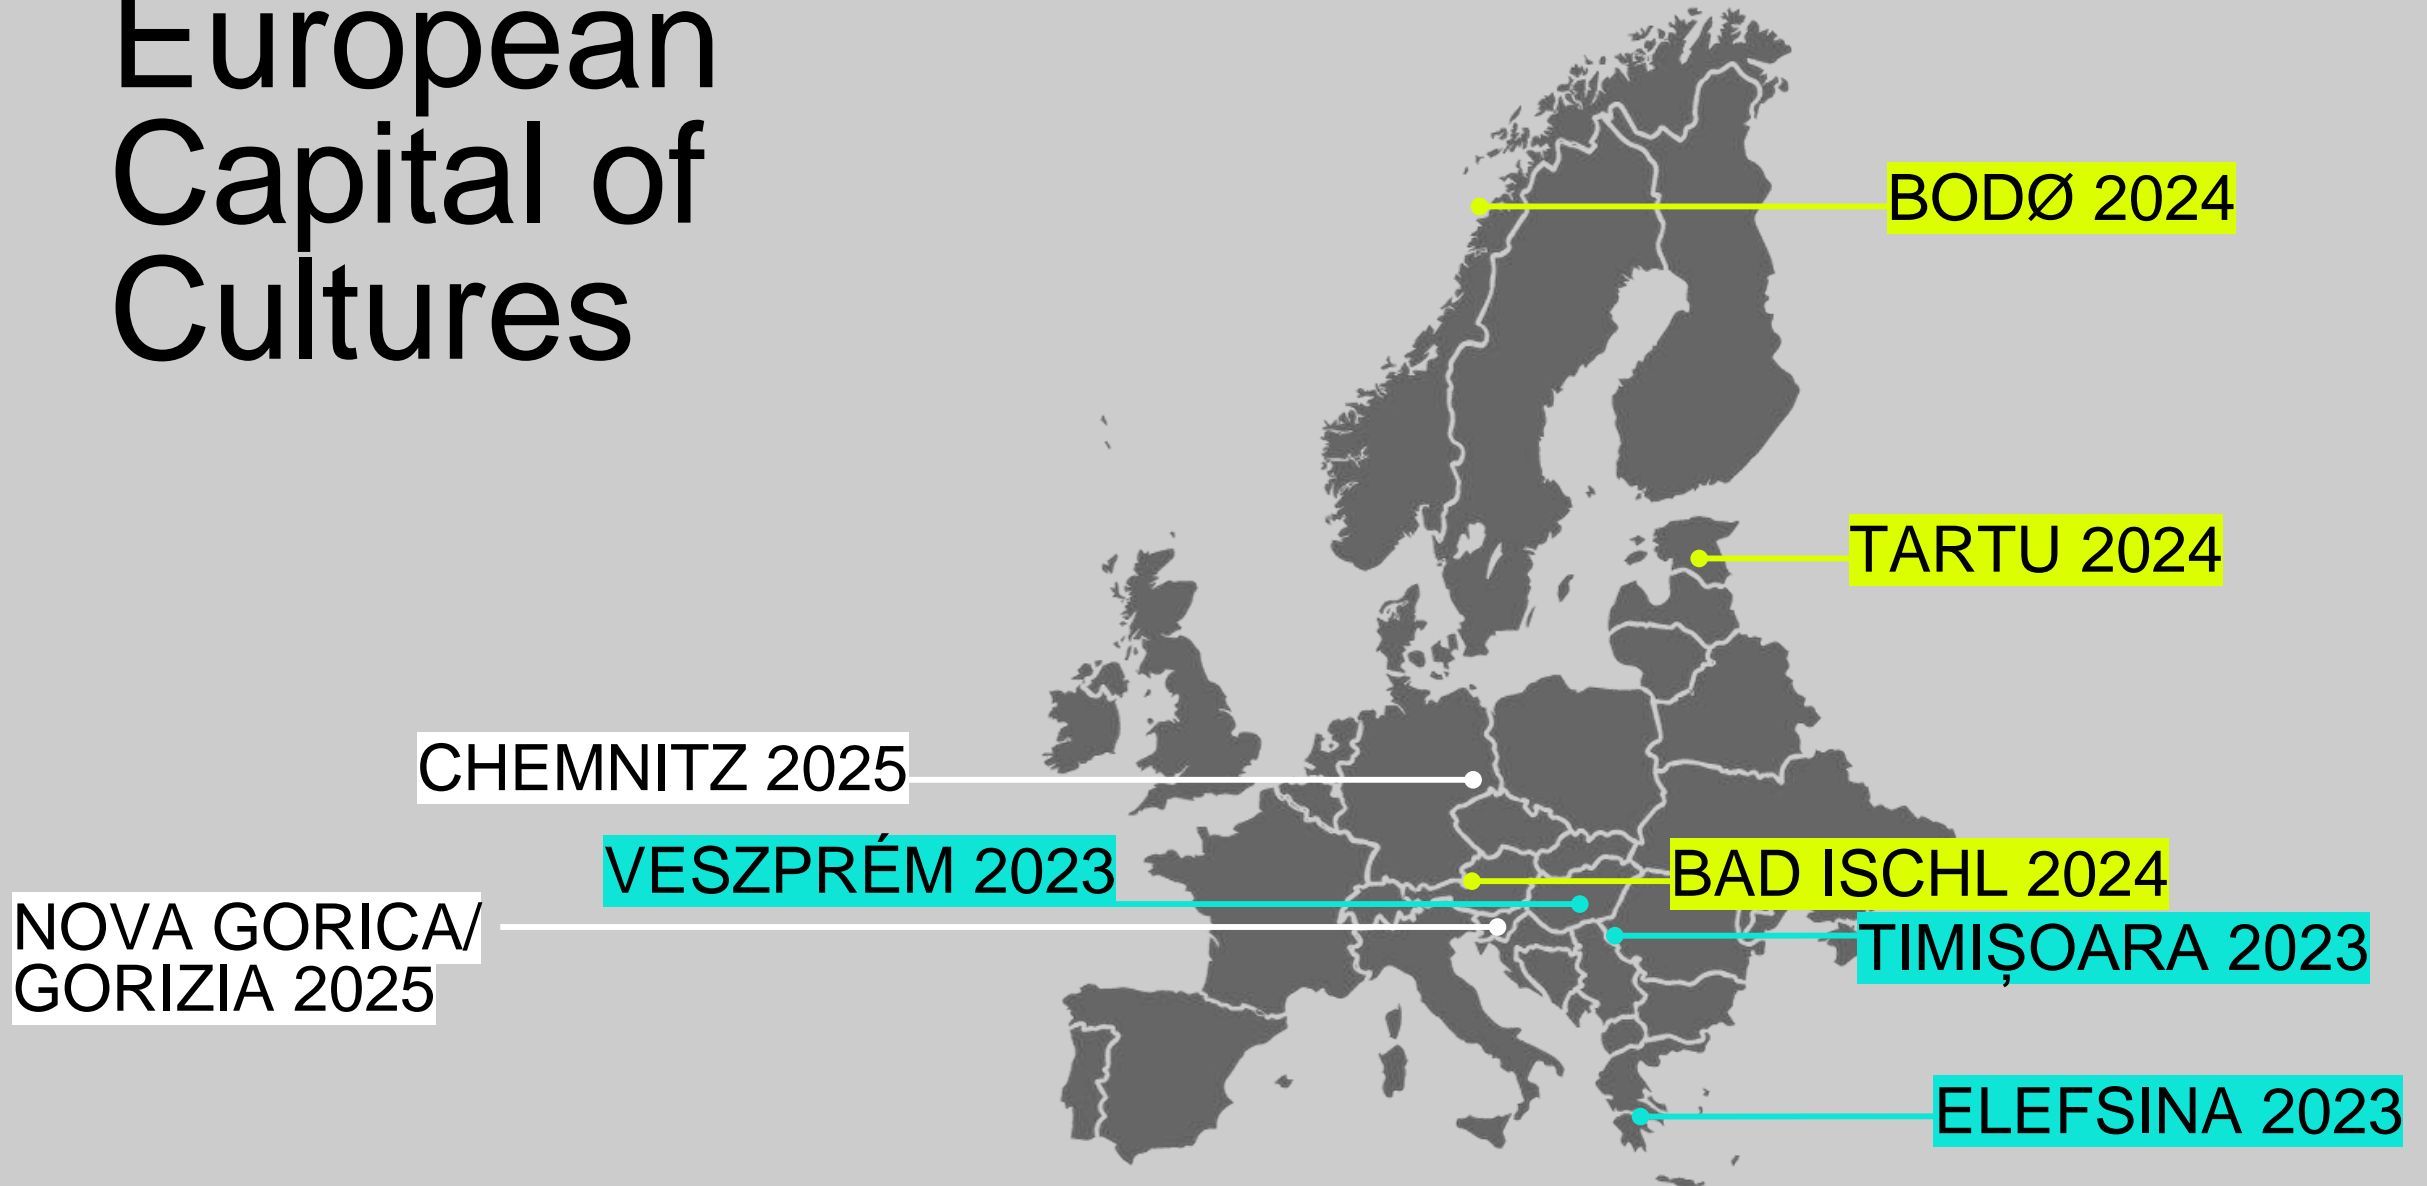 European
Capital of
Cultures
BODØ 2024
TARTU 2024
CHEMNITZ 2025
VESZPRÉM 2023
BAD ISCHL 2024
NOVA GORICA/
GORIZIA 2025
TIMIȘOARA 2023
ELEFSINA 2023